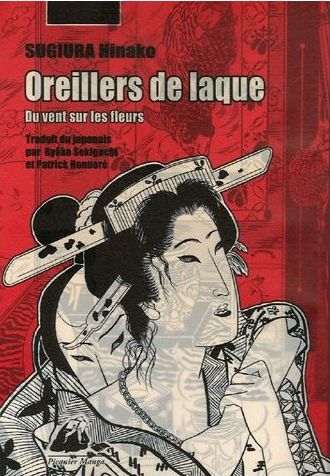 SUGIURA Hinako
Oreillers de laque
Du vent sur les fleurs
Traduit du japonais
par Ryôko Sekiguchi
et Patrick Honnoré
Picquier Manga